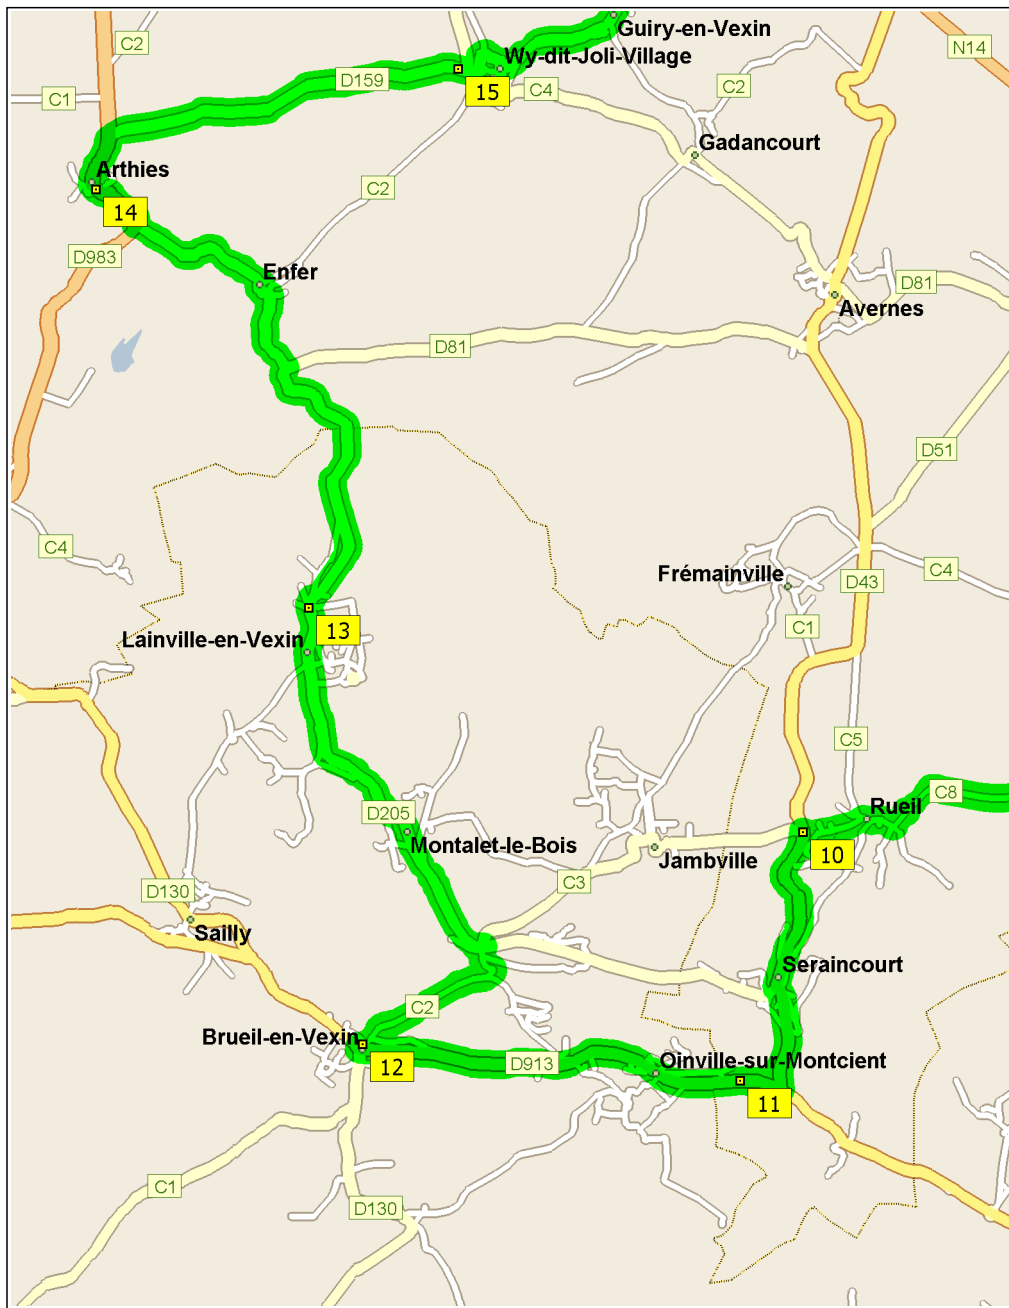 Guiry-en-Vexin
C2
N14
Wy-dit-Joli-Village
D159
C2
15
C4
C1
Gadancourt
Arthies
C2
14
D983
Enfer
D81
Avernes
D81
D51
C4
Frémainville
C4
D43
13
C1
Lainville-en-Vexin
C5
C8
Rueil
D205
Montalet-le-Bois
10
Jambville
C3
D130
Sailly
Seraincourt
C2
Brueil-en-Vexin
12
D913
Oinville-sur-Montcient
11
C1
D130